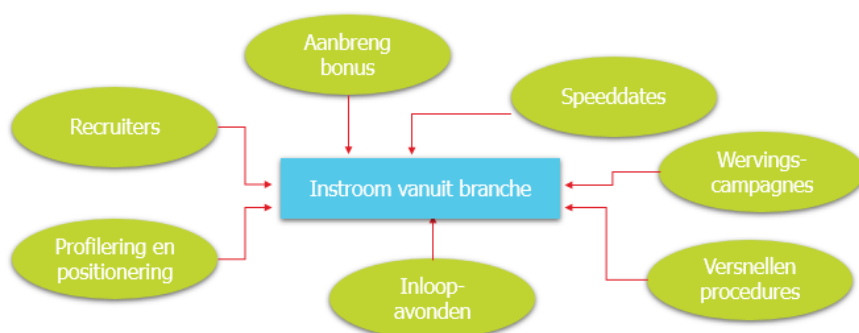 Aanbreng
bonus
Speeddates
Recruiters
Wervings-
campagnes
Instroom vanuit branche
Profilering en
positionering
Versnellen
procedures
Inloop-
avonden